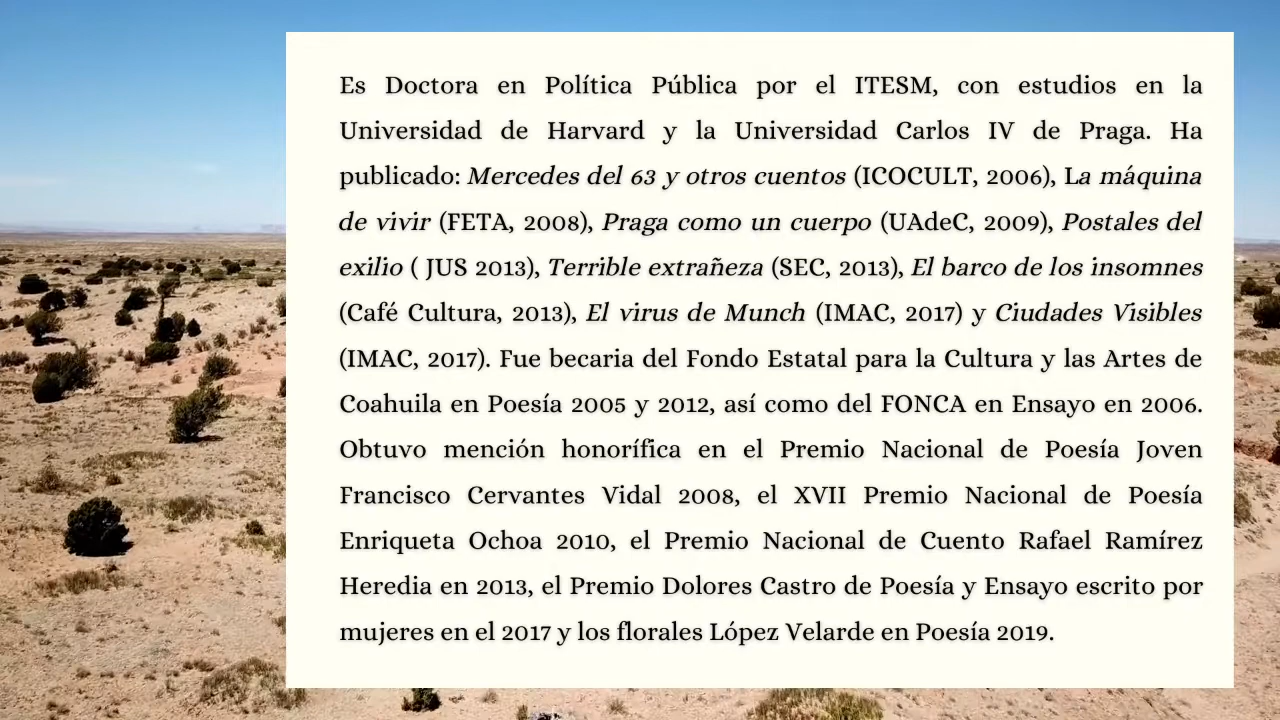 Es Doctora en Política Pública por el ITESM, con estudios en la
Universidad de Harvard y la Universidad Carlos IV de Praga. Ha
publicado: Mercedes del 63 y otros cuentos (ICOCULT, 2006), La máquina
de vivir (FETA, 2008), Praga como un cuerpo (UAdeC, 2009), Postales del
exilio ( JUS 2013), Terrible extrañeza (SEC, 2013), El barco de los insomnes
(Café Cultura, 2013), El virus de Munch (IMAC, 2017) y Ciudades Visibles
(IMAC, 2017). Fue becaria del Fondo Estatal para la Cultura y las Artes de
Coahuila en Poesía 2005 y 2012, así como del FONCA en Ensayo en 2006.
Obtuvo mención honorífica en el Premio Nacional de Poesía Joven
Francisco Cervantes Vidal 2008, el XVII Premio Nacional de Poesía
Enriqueta Ochoa 2010, el Premio Nacional de Cuento Rafael Ramírez
Heredia en 2013, el Premio Dolores Castro de Poesía y Ensayo escrito por
mujeres en el 2017 y los florales López Velarde en Poesía 2019.